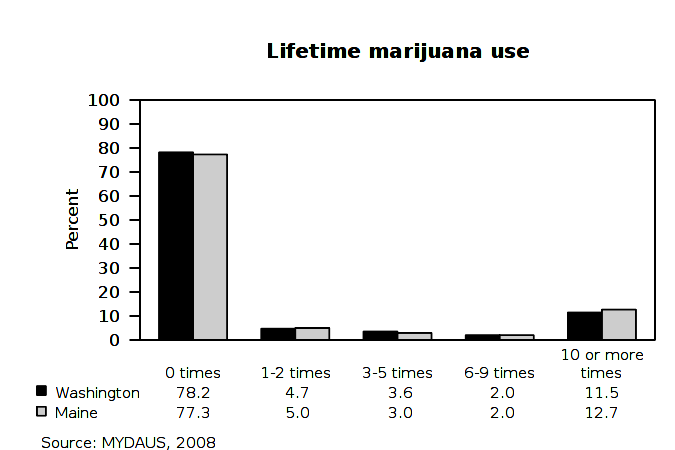 Lifetime marijuana use
Percent
100
90
80
70
60
50
40
30
20
10
0
0 times 1-2 times 3-5 times 6-9 times 10 or more times
Washington 78.2 4.7 3.6 2.0 11.5
Maine 77.3 5.0 3.0 2.0 12.7
Source: MYDAUS, 2008